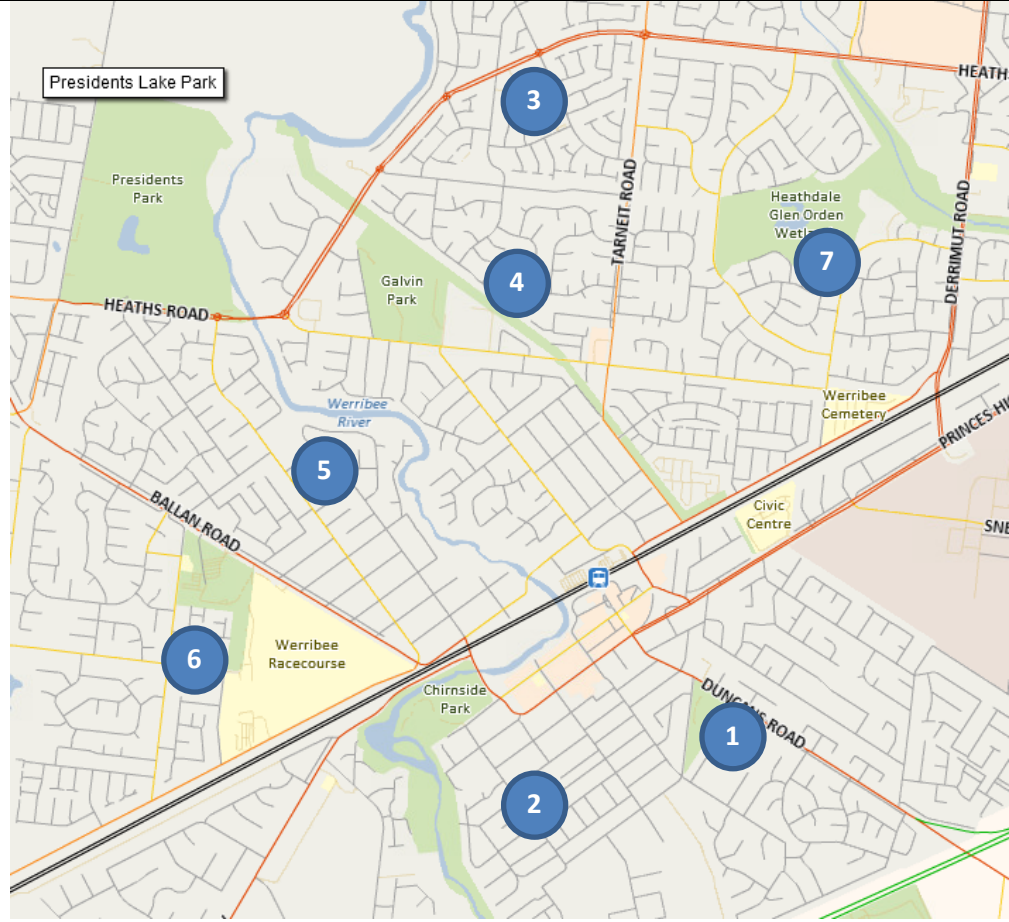 HEATHS
Presidents Lake Park
3
Presidents
Park
TARNEIT ROAD
Heathdale
Glen Orden
DERRIMUT ROAD
7
4
Galvin
Park
HEATHS ROAD
Werribee
Cemetery
Werribee
River
PRINCES
5
BALLAN ROAD
Civic
Centre
SNE
6
Werribee
Racecourse
Chirnside
Park
DUNCANS ROAD
1
2